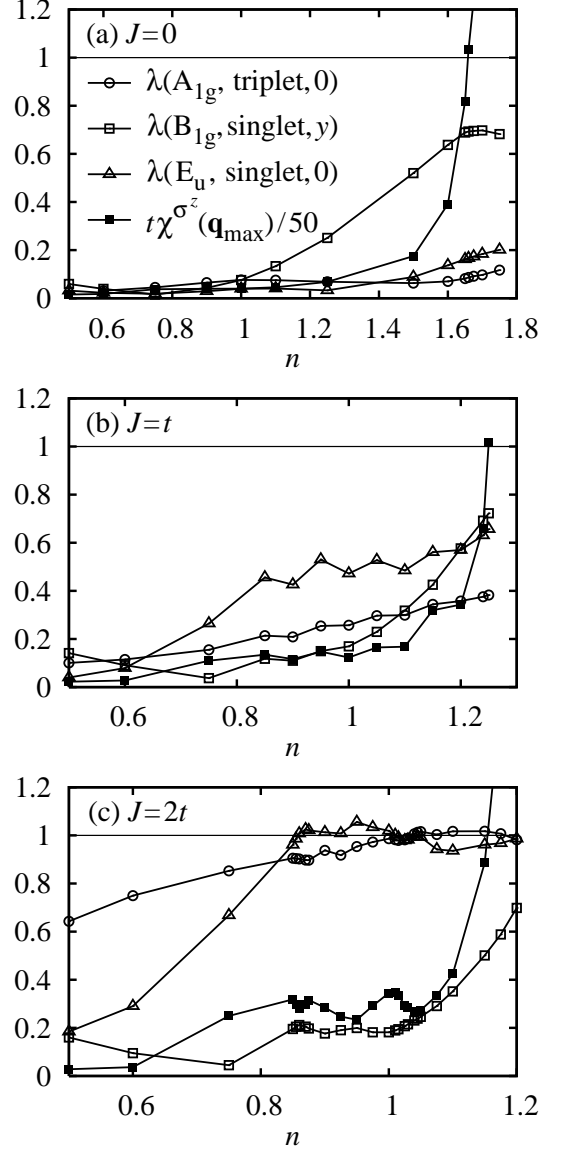 1.2
(a) J=0
1
λ(A1g, triplet,0)
0.8
λ(B1g,singlet,y)
0.6
λ(Eu, singlet,0)
0.4
tχσz(qmax)/50
0.2
0
0.6 0.8 1 1.2 1.4 1.6 1.8
n
1.2
(b) J=t
1
0.8
0.6
0.4
0.2
0
0.6 0.8 1 1.2
n
1.2
(c) J=2t
1
0.8
0.6
0.4
0.2
0
0.6 0.8 1 1.2
n